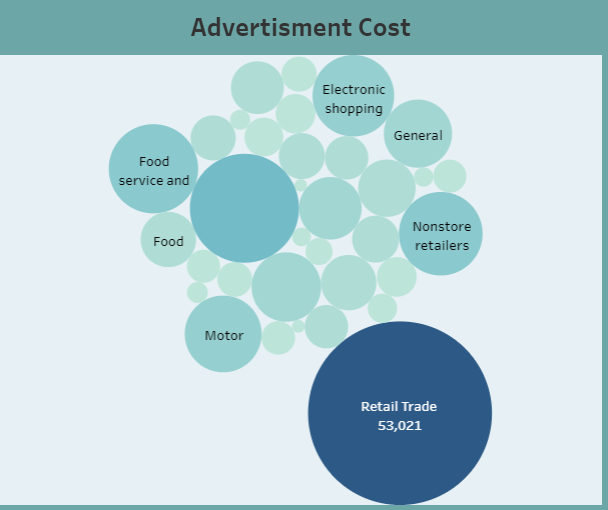 Advertisment Cost
Electronic
shopping
General
Food
service and
Nonstore
retailers
Food
Motor
Retail Trade
53,021